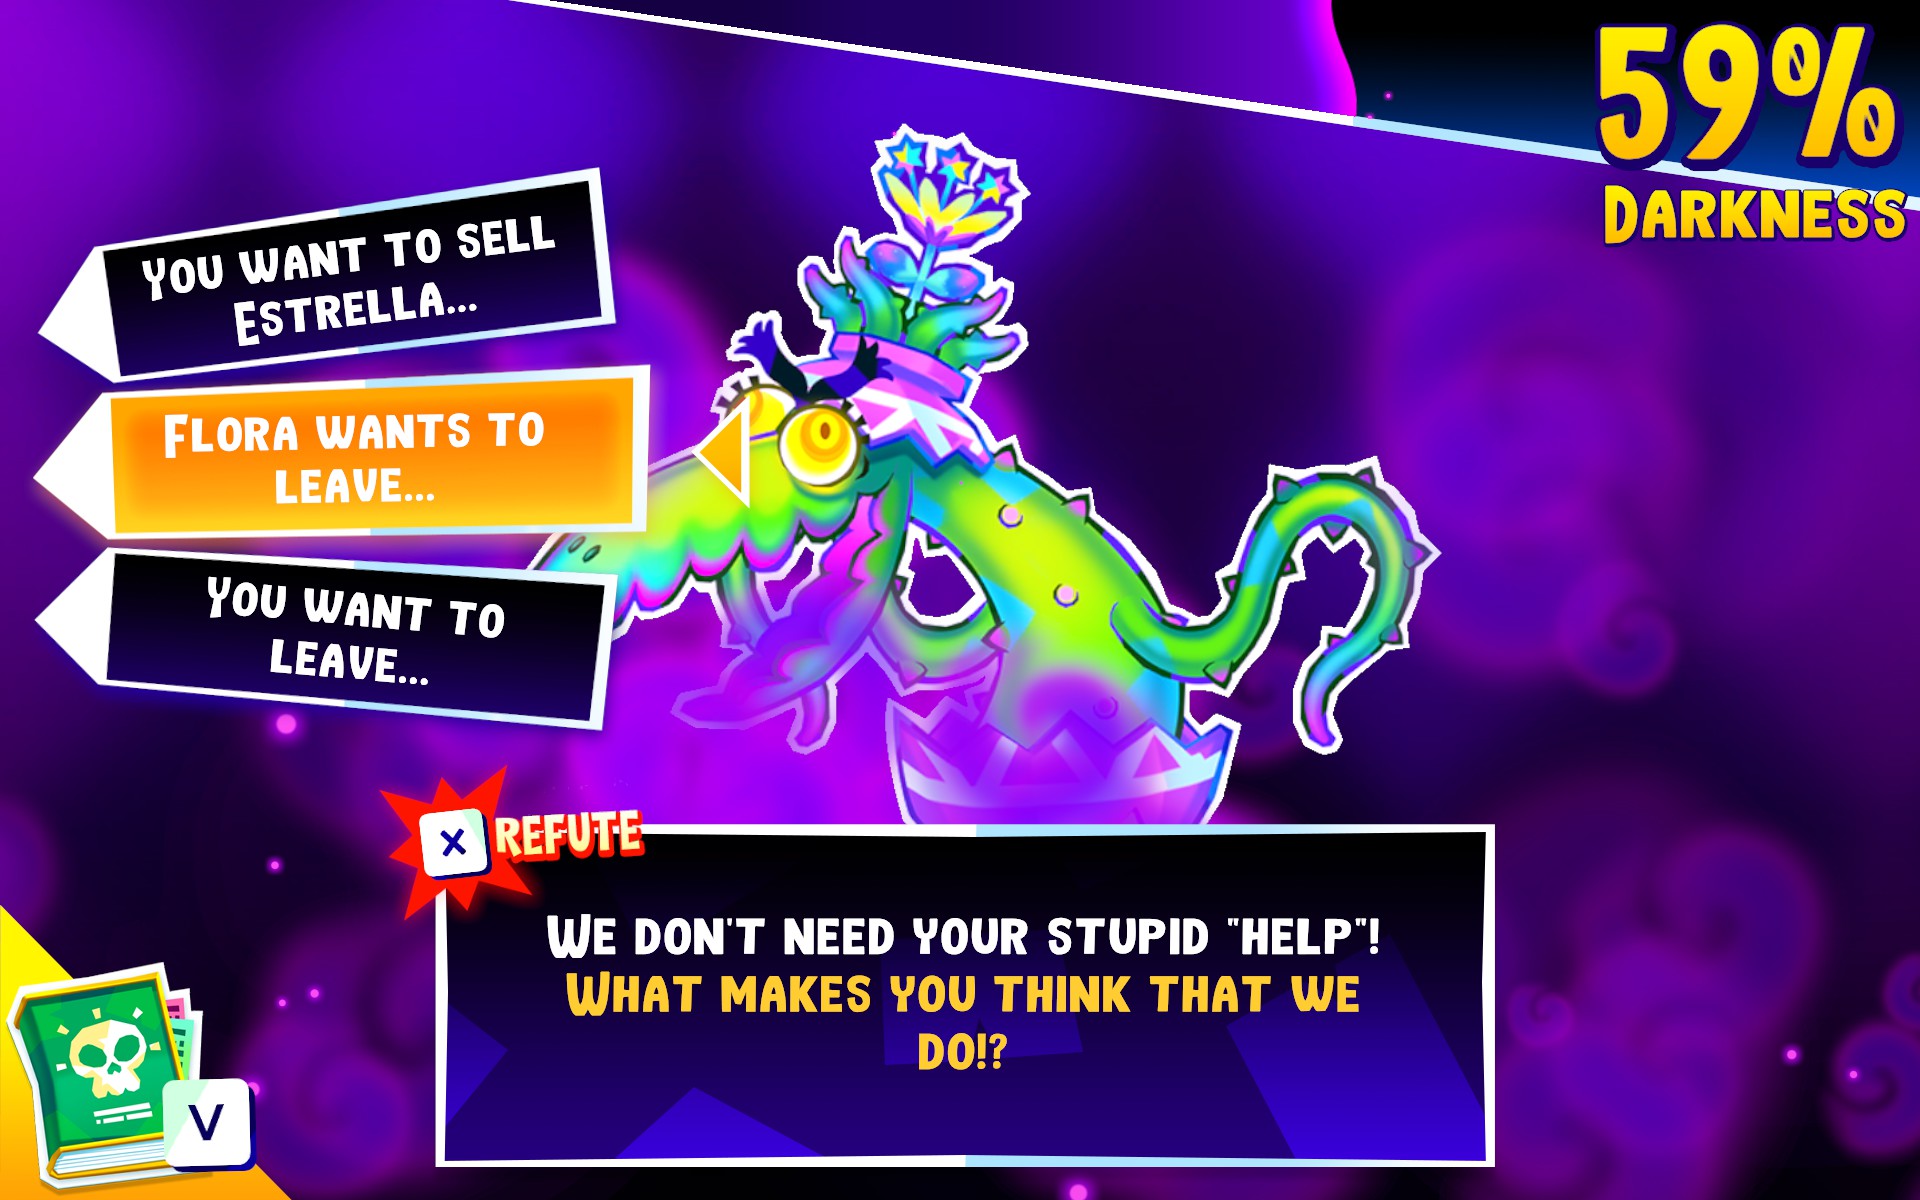 59%
DARKNESS
YOU WANT TO SELL
ESTRELLA...
FLORA WANTS TO
LEAVE...
YOU WANT TO
LEAVE...
X REFUTE
WE DON'T NEED YOUR STUPID "HELP"!
WHAT MAKES YOU THINK THAT WE
DO!?
V